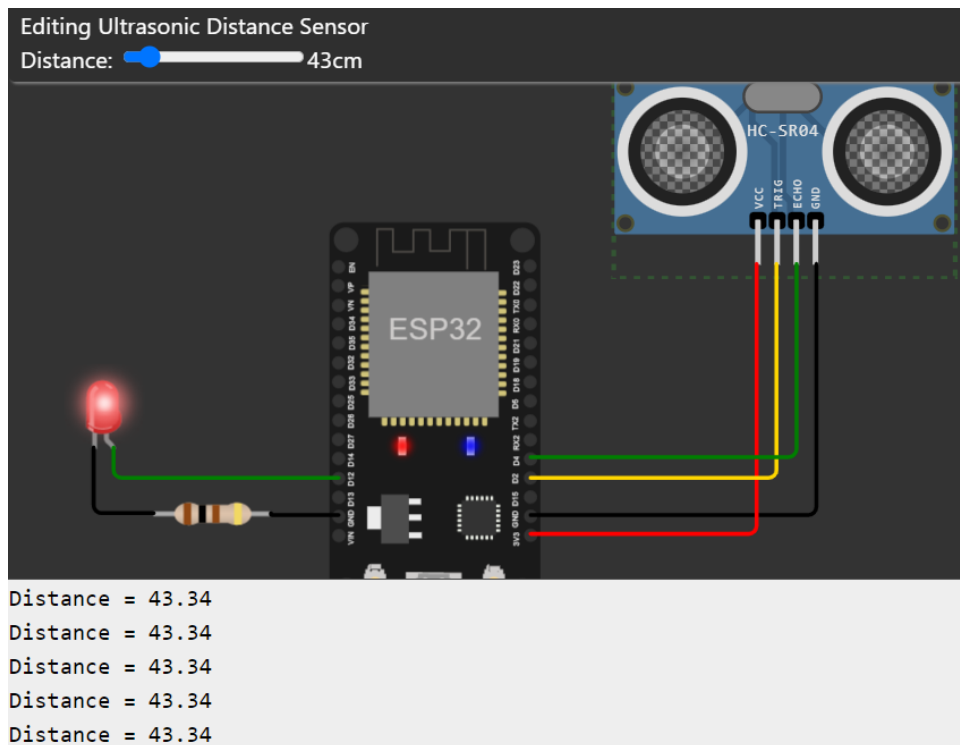 Editing Ultrasonic Distance Sensor
Distance: 43cm
HC-SR04
VCC
TRIG
ECHO
GND
ESP32
EN
VP
VN
D34
D35
D32
D33
D25
D26
D27
D14
D12
D13
GND
VIN
D23
D22
TX0
RX0
D21
D19
D18
D5
TX2
RX2
D4
D2
D15
GND
3V3
Distance = 43.34
Distance = 43.34
Distance = 43.34
Distance = 43.34
Distance = 43.34